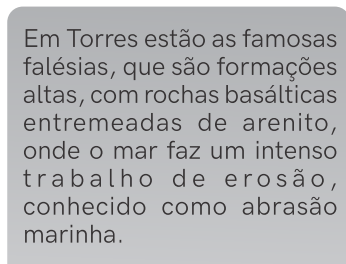 Em Torres estão as famosas
falésias, que são formações
altas, com rochas basálticas
entremeadas de arenito,
onde o mar faz um intenso
trabalho de erosão,
conhecido como abrasão
marinha.